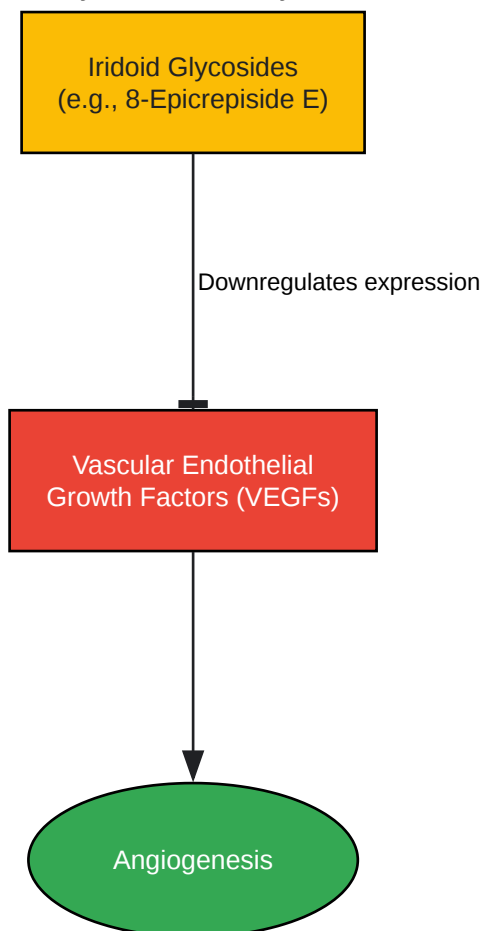 Iridoid Glycosides
(e.g., 8-Epicrepiside E)
Downregulates expression
Vascular Endothelial
Growth Factors (VEGFs)
Angiogenesis